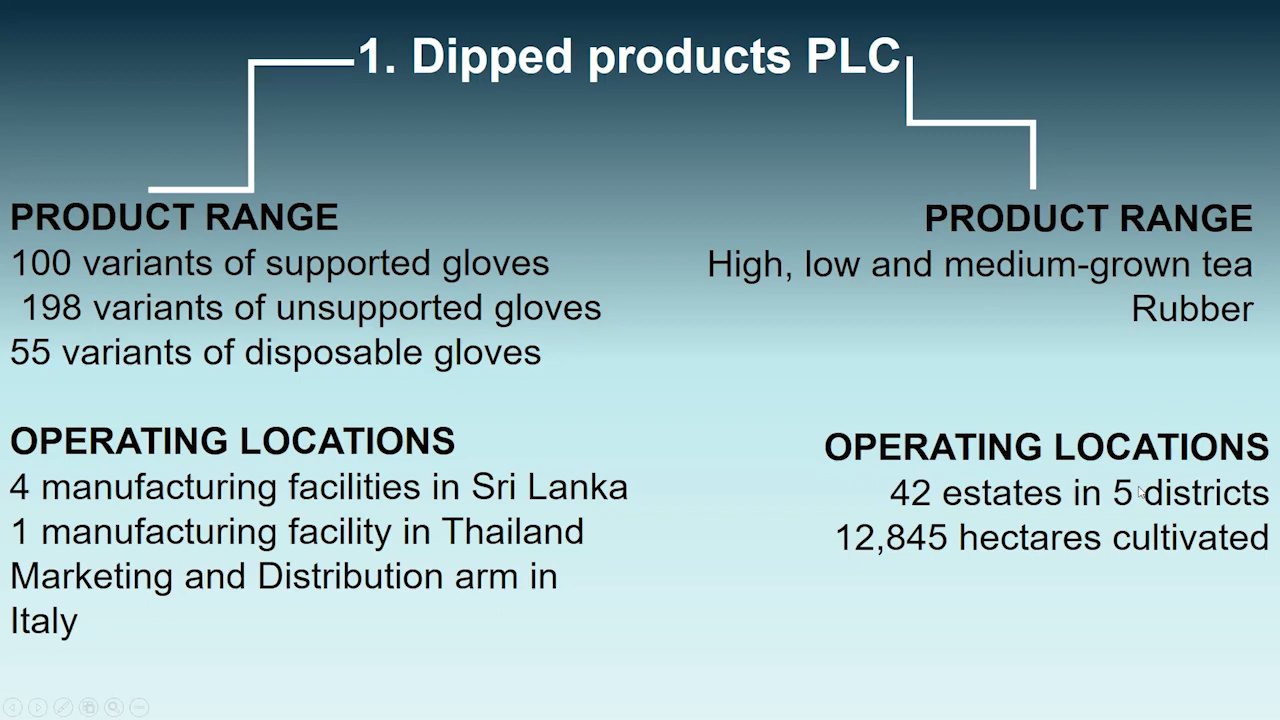 1. Dipped products PLC
PRODUCT RANGE
100 variants of supported gloves
198 variants of unsupported gloves
55 variants of disposable gloves
OPERATING LOCATIONS
4 manufacturing facilities in Sri Lanka
1 manufacturing facility in Thailand
Marketing and Distribution arm in
Italy
PRODUCT RANGE
High, low and medium-grown tea
Rubber
OPERATING LOCATIONS
42 estates in 5 districts
12,845 hectares cultivated